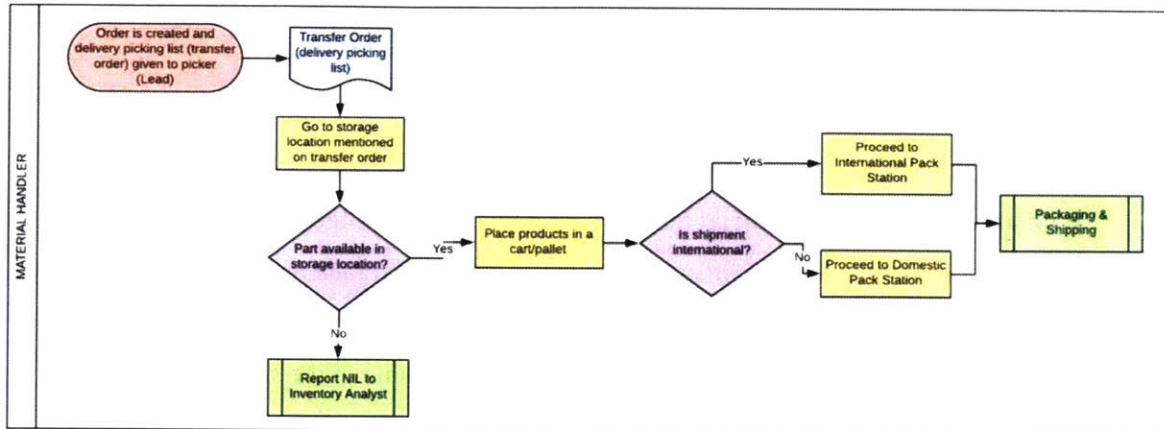 MATERIAL HANDLER
Order is created and
delivery picking list (transfer
order) given to picker
(Lead)
Transfer Order
(delivery picking
list)
Go to storage
location mentioned
on transfer order
Part available in
storage location?
Yes
No
Report NIL to
Inventory Analyst
Place products in a
cart/pallet
Is shipment
international?
Yes
No
Proceed to
International Pack
Station
Proceed to Domestic
Pack Station
Packaging &
Shipping